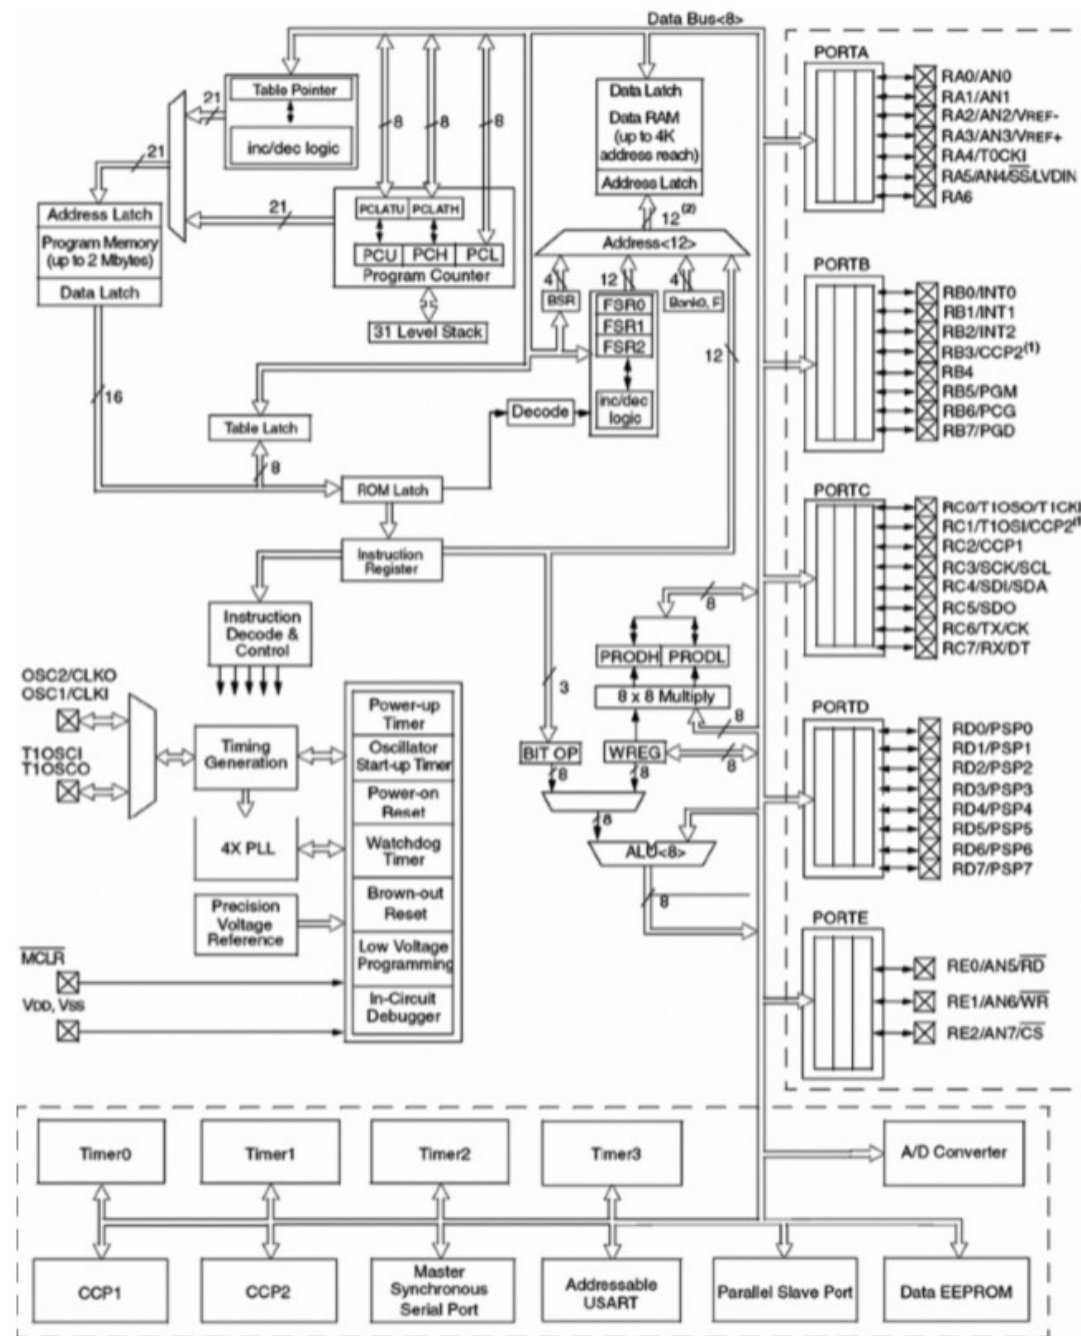 Data Bus<8>
21
Table Pointer
inc/dec logic
8
8
8
21
21
Address Latch
Program Memory
(up to 2 Mbytes)
Data Latch
PCLATU
PCLATH
PCU
PCH
PCL
Program Counter
31 Level Stack
Data Latch
Data RAM
(up to 4K
address reach)
Address Latch
12(2)
Address<12>
4
12
4
BSR
FSR0
FSR1
FSR2
inc/dec
logic
Bank0, F
12
16
Decode
Table Latch
8
ROM Latch
Instruction
Register
Instruction
Decode &
Control
8
PRODH
PRODL
8 x 8 Multiply
3
8
BIT OP
WREG
8
8
8
8
ALU<8>
8
OSC2/CLKO
OSC1/CLKI
T1OSCI
T1OSCO
Timing
Generation
4X PLL
Precision
Voltage
Reference
MCLR
VDD, VSS
Power-up
Timer
Oscillator
Start-up Timer
Power-on
Reset
Watchdog
Timer
Brown-out
Reset
Low Voltage
Programming
In-Circuit
Debugger
PORTA
RA0/AN0
RA1/AN1
RA2/AN2/VREF-
RA3/AN3/VREF+
RA4/T0CKI
RA5/AN4/SS/LVDIN
RA6
PORTB
RB0/INT0
RB1/INT1
RB2/INT2
RB3/CCP2(1)
RB4
RB5/PGM
RB6/PCG
RB7/PGD
PORTC
RC0/T1OSO/T1CKI
RC1/T1OSI/CCP2(1
RC2/CCP1
RC3/SCK/SCL
RC4/SDI/SDA
RC5/SDO
RC6/TX/CK
RC7/RX/DT
PORTD
RD0/PSP0
RD1/PSP1
RD2/PSP2
RD3/PSP3
RD4/PSP4
RD5/PSP5
RD6/PSP6
RD7/PSP7
PORTE
RE0/AN5/RD
RE1/AN6/WR
RE2/AN7/CS
Timer0
Timer1
Timer2
Timer3
A/D Converter
CCP1
CCP2
Master
Synchronous
Serial Port
Addressable
USART
Parallel Slave Port
Data EEPROM